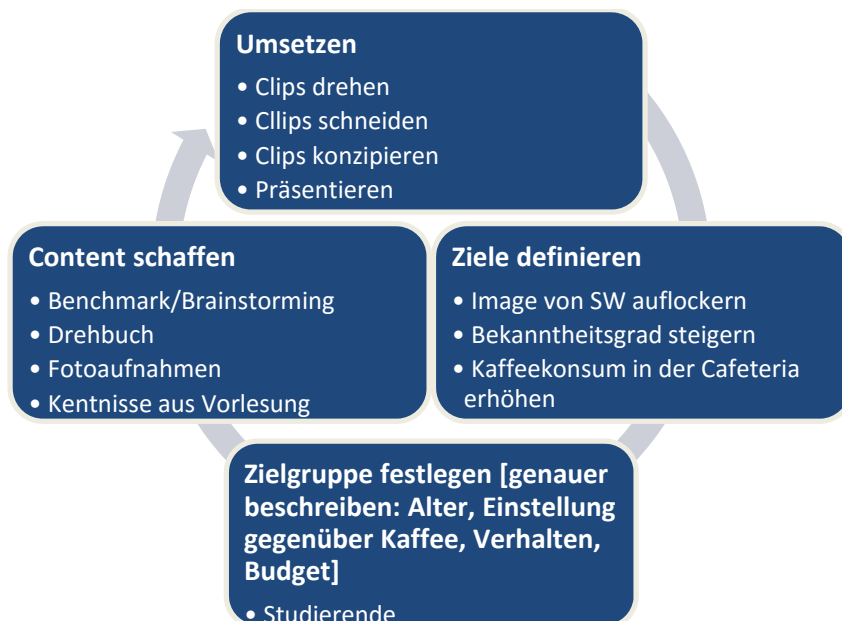 Umsetzen
• Clips drehen
• Cllips schneiden
• Clips konzipieren
• Präsentieren
Content schaffen
• Benchmark/Brainstorming
• Drehbuch
• Fotoaufnahmen
• Kentnisse aus Vorlesung
Ziele definieren
• Image von SW auflockern
• Bekanntheitsgrad steigern
• Kaffeekonsum in der Cafeteria
erhöhen
Zielgruppe festlegen [genauer
beschreiben: Alter, Einstellung
gegenüber Kaffee, Verhalten,
Budget]
• Studierende